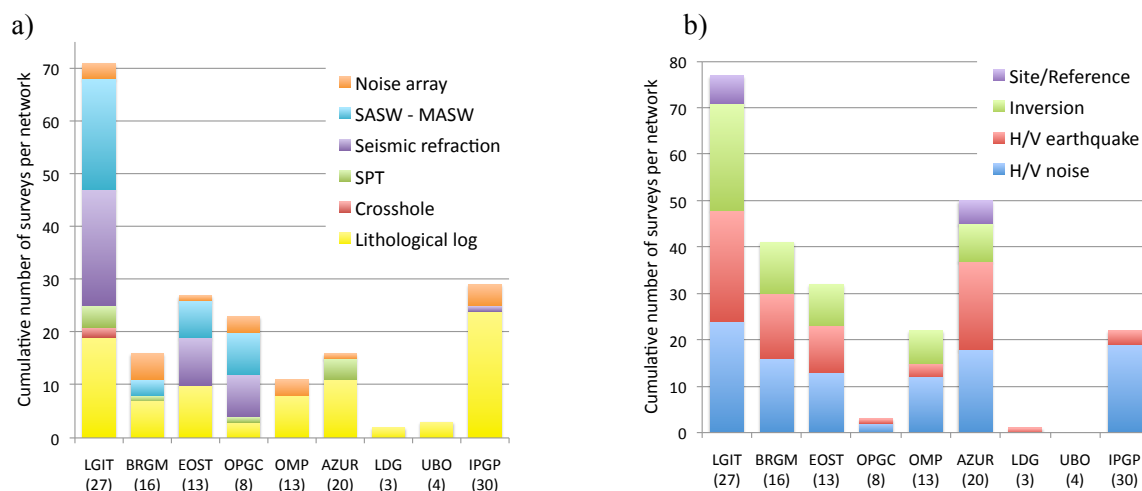 a)
Cumulative number of surveys per network
70
60
50
40
30
20
10
0
Noise array
SASW - MASW
Seismic refraction
SPT
Crosshole
Lithological log
LGIT BRGM EOST OPGC OMP AZUR LDG UBO IPGP
(27) (16) (13) (8) (13) (20) (3) (4) (30)
b)
Cumulative number of surveys per network
80
70
60
50
40
30
20
10
0
Site/Reference
Inversion
H/V earthquake
H/V noise
LGIT BRGM EOST OPGC OMP AZUR LDG UBO IPGP
(27) (16) (13) (8) (13) (20) (3) (4) (30)